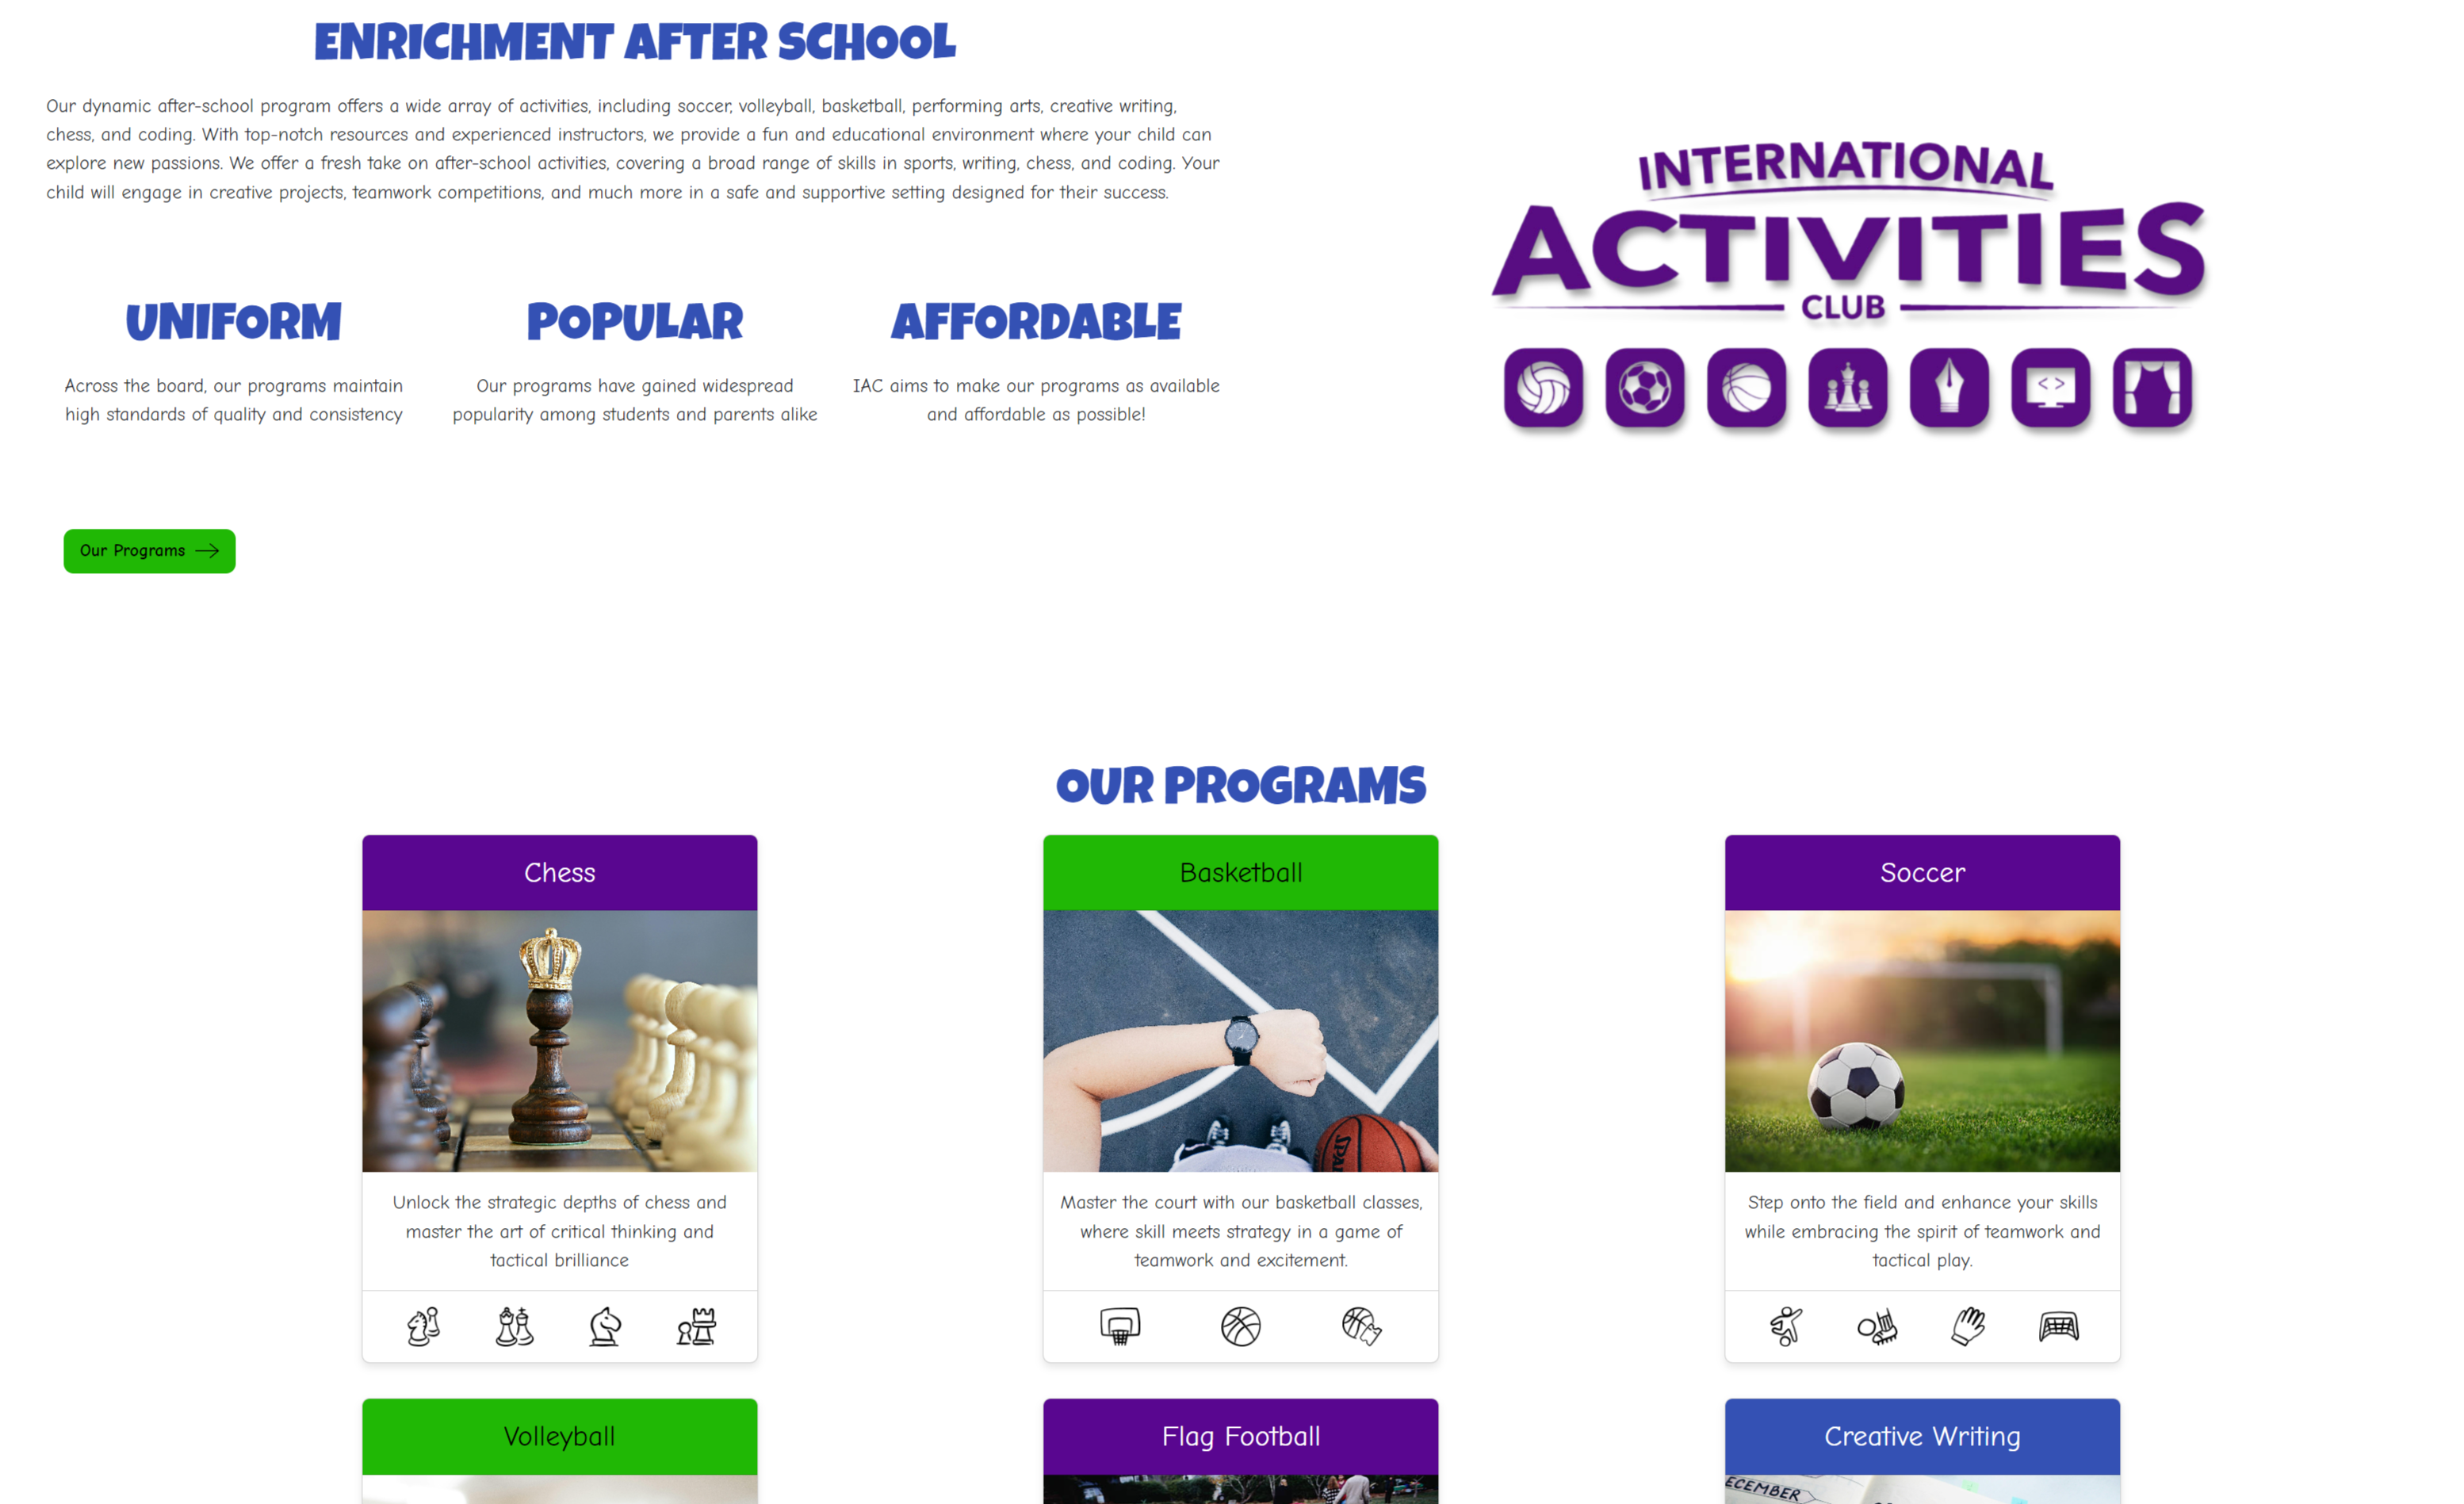 ENRICHMENT AFTER SCHOOL
Our dynamic after-school program offers a wide array of activities, including soccer, volleyball, basketball, performing arts, creative writing,
chess, and coding. With top-notch resources and experienced instructors, we provide a fun and educational environment where your child can
explore new passions. We offer a fresh take on after-school activities, covering a broad range of skills in sports, writing, chess, and coding. Your
child will engage in creative projects, teamwork competitions, and much more in a safe and supportive setting designed for their success.
UNIFORM
Across the board, our programs maintain
high standards of quality and consistency
POPULAR
Our programs have gained widespread
popularity among students and parents alike
AFFORDABLE
IAC aims to make our programs as available
and affordable as possible!
Our Programs
INTERNATIONAL
ACTIVITIES
CLUB
< >
OUR PROGRAMS
Chess
Unlock the strategic depths of chess and
master the art of critical thinking and
tactical brilliance
Basketball
SPA
Master the court with our basketball classes,
where skill meets strategy in a game of
teamwork and excitement.
Soccer
Step onto the field and enhance your skills
while embracing the spirit of teamwork and
tactical play.
Volleyball
Flag Football
Creative Writing
ECEMBER